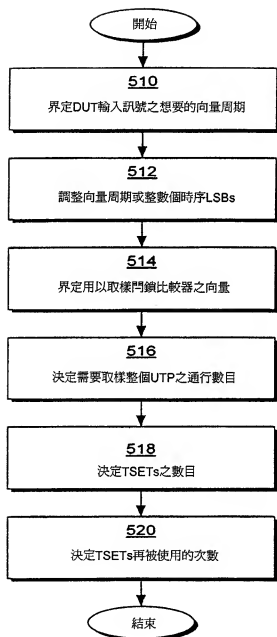 開始
510
界定DUT輸入訊號之想要的向量周期
512
調整向量周期或整數個時序LSBs
514
界定用以取樣門鎖比較器之向量
516
決定需要取樣整個UTP之通行數目
518
決定TSETs之數目
520
決定TSETs再被使用的次數
結束